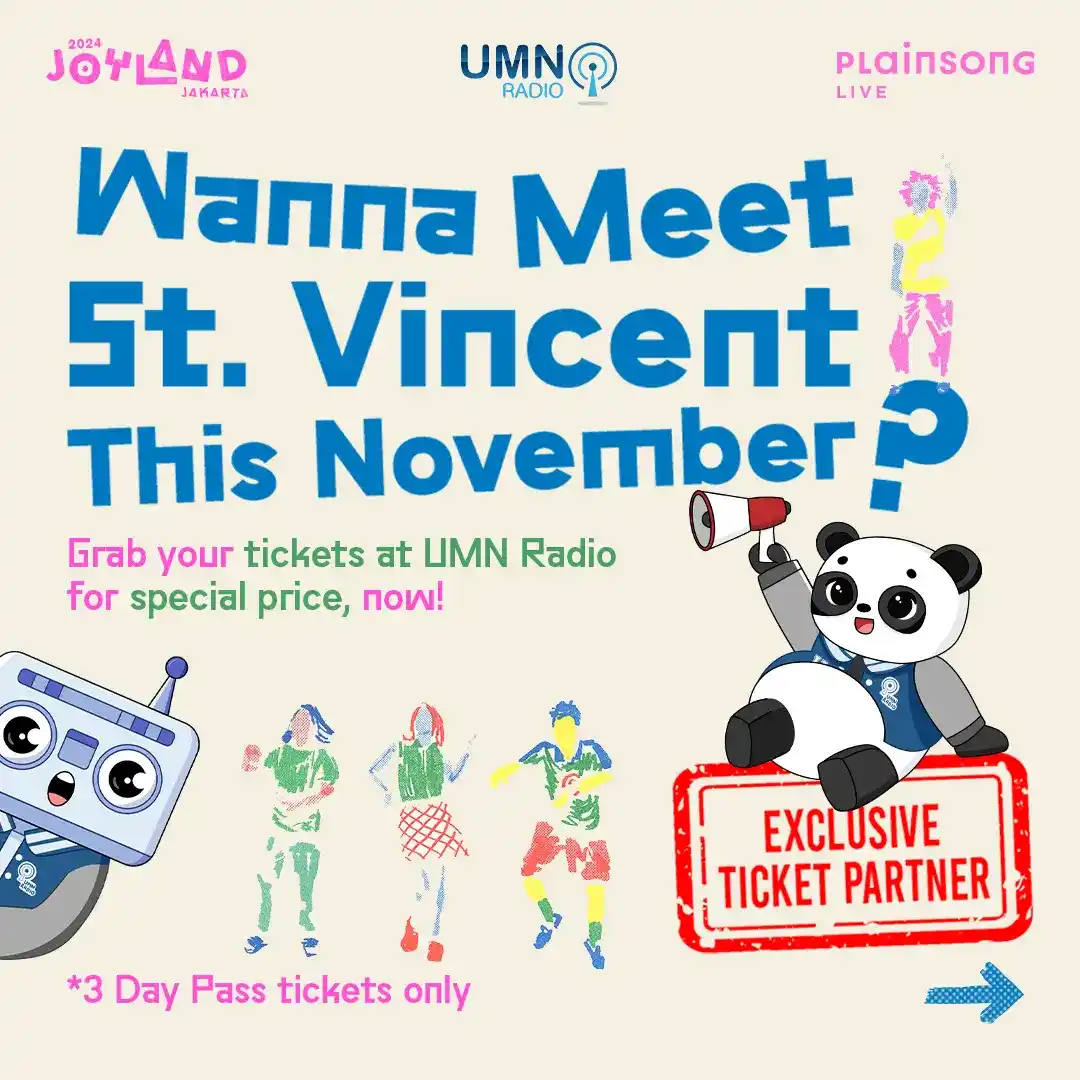 2024
JOYLAND
JAKARTA
UMN
RADIO
PLAINSONG
LIVE
Wanna Meet
St. Vincent
This November?
Grab your tickets at UMN Radio
for special price, now!
EXCLUSIVE
TICKET PARTNER
*3 Day Pass tickets only